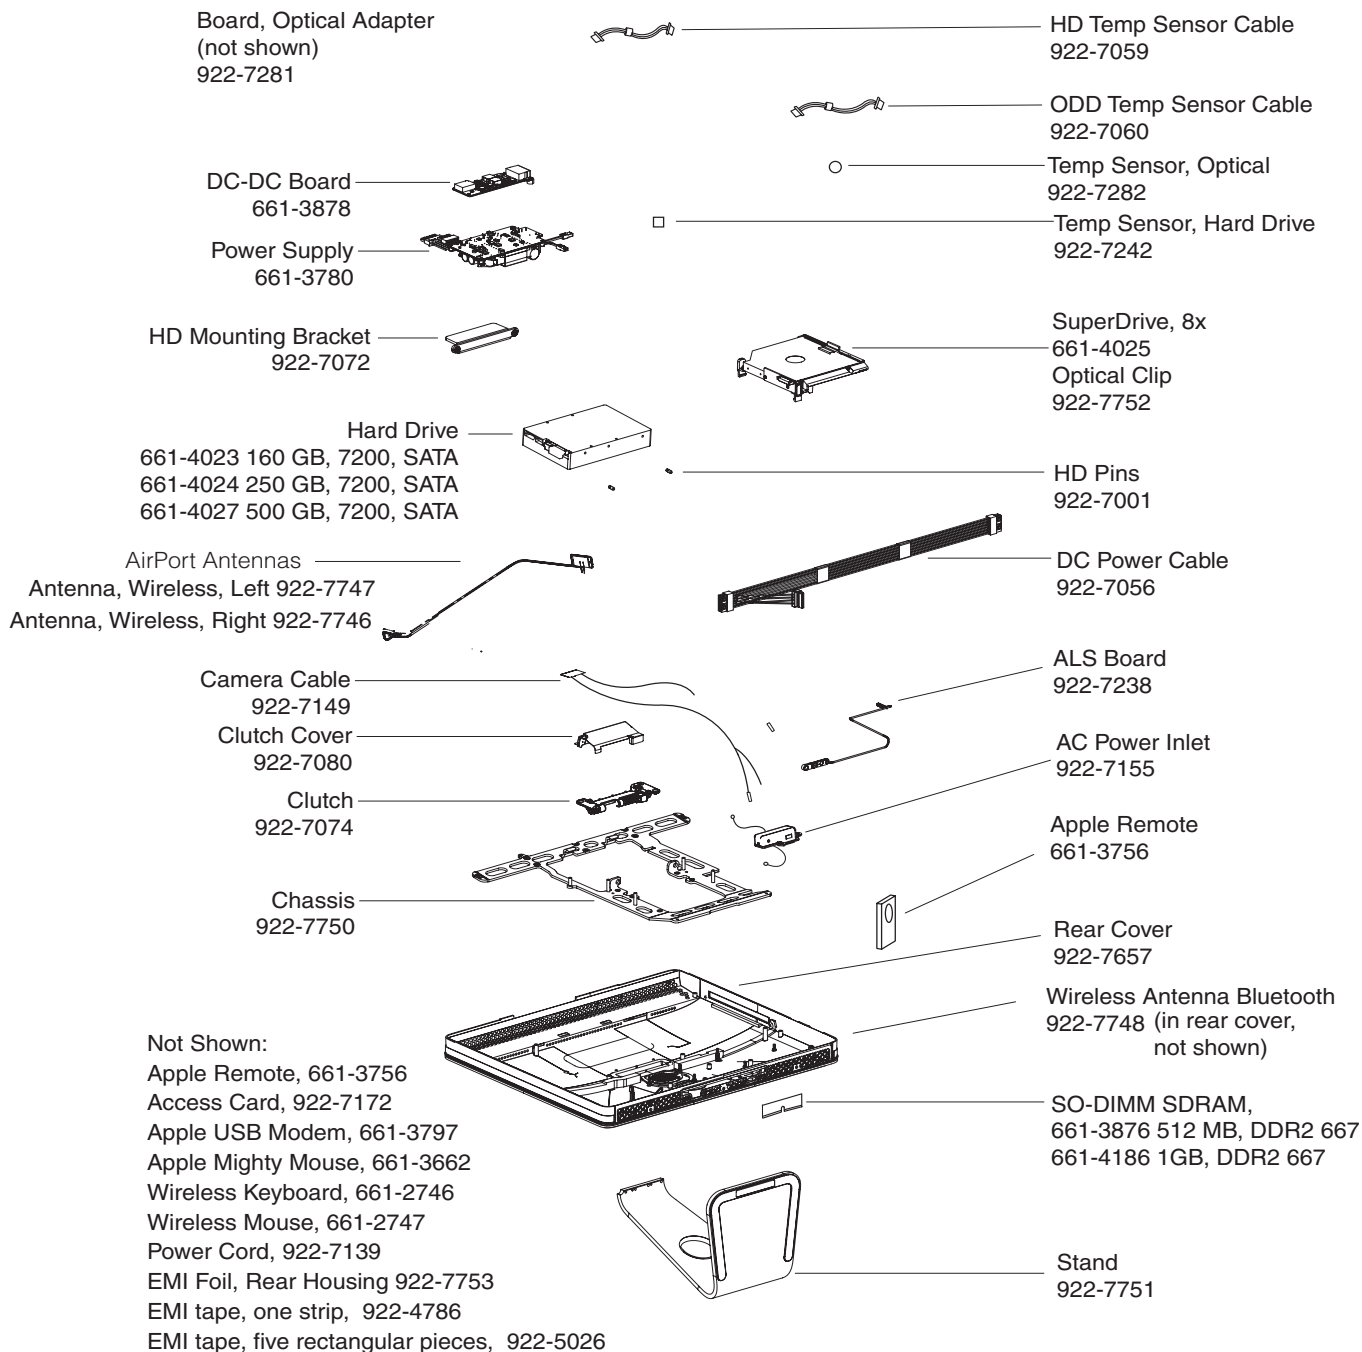 Board, Optical Adapter
(not shown)
922-7281
HD Temp Sensor Cable
922-7059
ODD Temp Sensor Cable
922-7060
DC-DC Board
661-3878
Temp Sensor, Optical
922-7282
Power Supply
661-3780
Temp Sensor, Hard Drive
922-7242
HD Mounting Bracket
922-7072
SuperDrive, 8x
661-4025
Optical Clip
922-7752
Hard Drive
661-4023 160 GB, 7200, SATA
661-4024 250 GB, 7200, SATA
661-4027 500 GB, 7200, SATA
HD Pins
922-7001
AirPort Antennas
Antenna, Wireless, Left 922-7747
Antenna, Wireless, Right 922-7746
DC Power Cable
922-7056
Camera Cable
922-7149
ALS Board
922-7238
Clutch Cover
922-7080
AC Power Inlet
922-7155
Clutch
922-7074
Apple Remote
661-3756
Chassis
922-7750
Rear Cover
922-7657
Wireless Antenna Bluetooth
922-7748 (in rear cover,
not shown)
Not Shown:
Apple Remote, 661-3756
Access Card, 922-7172
Apple USB Modem, 661-3797
Apple Mighty Mouse, 661-3662
Wireless Keyboard, 661-2746
Wireless Mouse, 661-2747
Power Cord, 922-7139
EMI Foil, Rear Housing 922-7753
EMI tape, one strip, 922-4786
EMI tape, five rectangular pieces, 922-5026
SO-DIMM SDRAM,
661-3876 512 MB, DDR2 667
661-4186 1GB, DDR2 667
Stand
922-7751